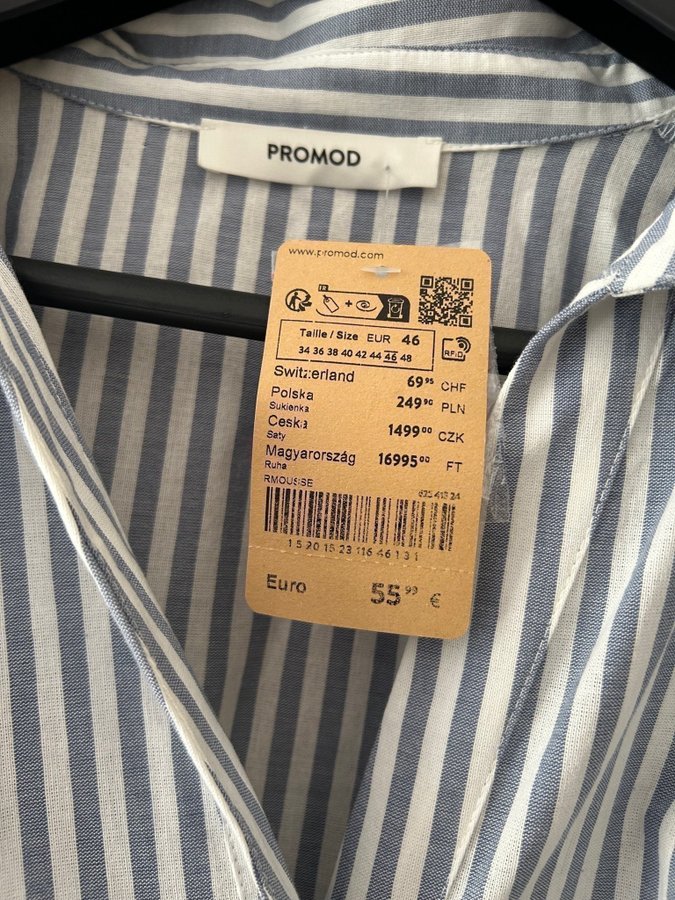 PROMOD
www.promod.com
FR
+
Taille / Size EUR 46
34 36 38 40 42 44 46 48
RFID
Switzerland 69⁹⁵ CHF
Polska 249⁹⁰ PLN
Sukienka
Ceska 1499⁰⁰ CZK
Saty
Magyarország 16995⁰⁰ FT
Ruha
RMOUSSE
1 5 20 15 23 116 46 1 3 1
Euro 55⁹⁹ €